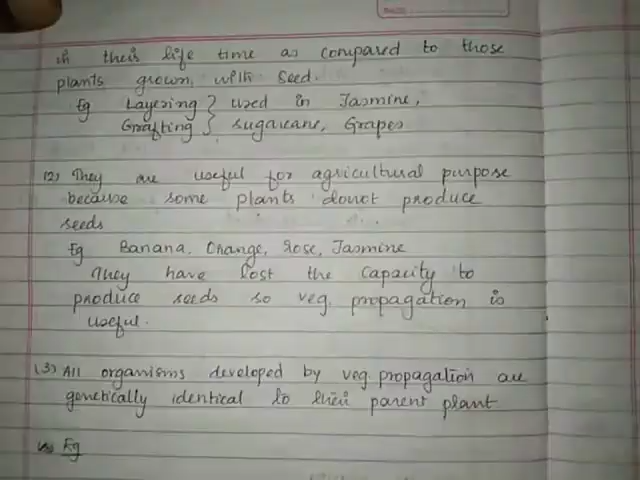 in their life time as compared to those
plants grown with seed.
Eg Layering } used in Jasmine,
Grafting } sugarcane, Grapes
(2) They are useful for agricultural purpose
because some plants donot produce
seeds
Eg Banana, Orange, Rose, Jasmine
They have lost the capacity to
produce seeds so veg. propagation is
useful.
(3) All organisms developed by veg. propagation are
genetically identical to their parent plant
Eg